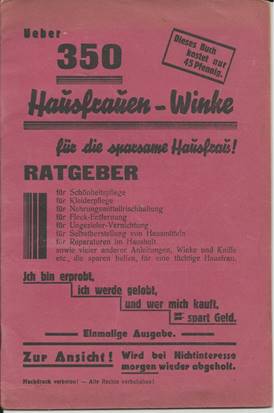 Ueber
350
Dieses Buch
kostet nur
45 Pfennig.
Hausfrauen-Winke
für die sparsame Hausfrau!
RATGEBER
für Schönheitspflege
für Kleiderpflege
für Nahrungsmittelfrischhaltung
für Fleck-Entfernung
für Ungeziefer-Vernichtung
für Selbstherstellung von Hausmitteln
für Reparaturen im Haushalt
sowie vieler anderer Anleitungen, Winke und Kniffe
etc., die sparen helfen, für eine tüchtige Hausfrau.
Ich bin erprobt,
ich werde gelobt,
und wer mich kauft,
spart Geld.
Einmalige Ausgabe.
Zur Ansicht! Wird bei Nichtinteresse
morgen wieder abgeholt.
Nachdruck verboten! — Alle Rechte vorbehalten!